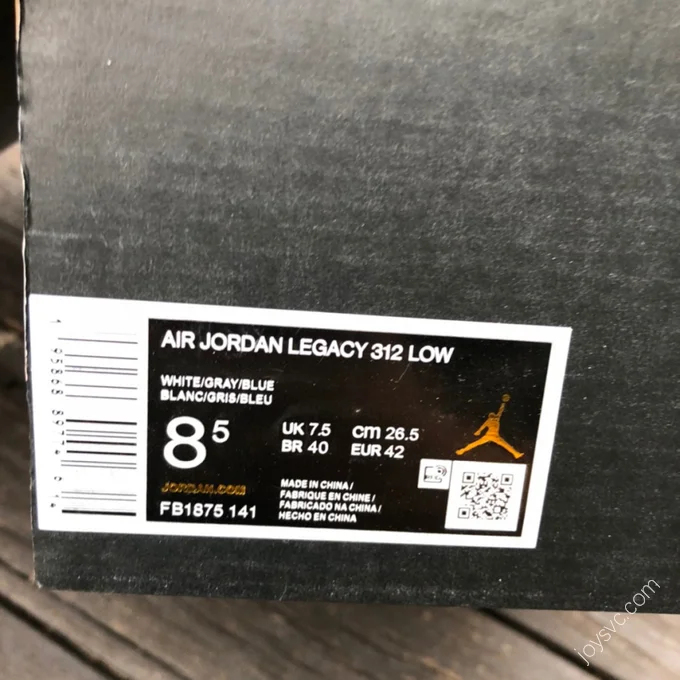 AIR JORDAN LEGACY 312 LOW
WHITE/GRAY/BLUE
BLANC/GRIS/BLEU
8 5
UK 7.5 cm 26.5
BR 40 EUR 42
JORDAN.COM
FB1875 141
MADE IN CHINA /
FABRIQUE EN CHINE /
FABRICADO NA CHINA /
HECHO EN CHINA
joysvc.com